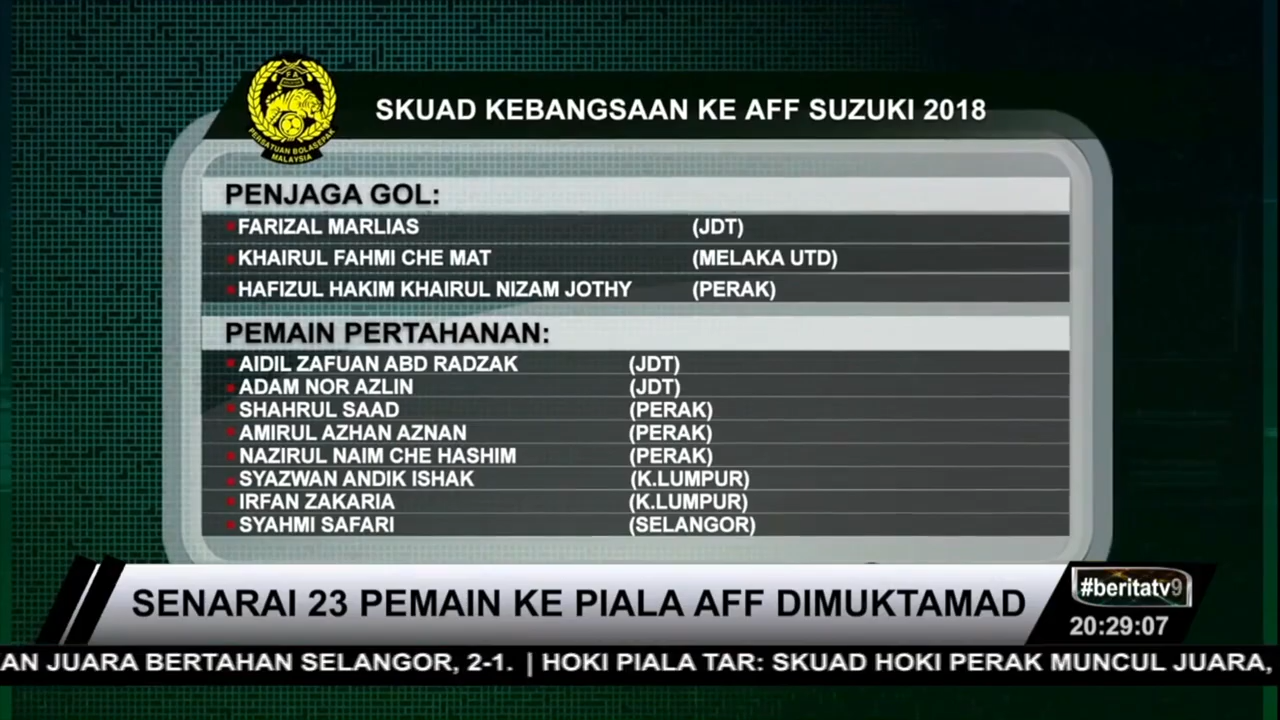 F A
PERSATUAN BOLASEPAK
MALAYSIA
SKUAD KEBANGSAAN KE AFF SUZUKI 2018
PENJAGA GOL:
FARIZAL MARLIAS (JDT)
KHAIRUL FAHMI CHE MAT (MELAKA UTD)
HAFIZUL HAKIM KHAIRUL NIZAM JOTHY (PERAK)
PEMAIN PERTAHANAN:
AIDIL ZAFUAN ABD RADZAK (JDT)
ADAM NOR AZLIN (JDT)
SHAHRUL SAAD (PERAK)
AMIRUL AZHAN AZNAN (PERAK)
NAZIRUL NAIM CHE HASHIM (PERAK)
SYAZWAN ANDIK ISHAK (K.LUMPUR)
IRFAN ZAKARIA (K.LUMPUR)
SYAHMI SAFARI (SELANGOR)
SENARAI 23 PEMAIN KE PIALA AFF DIMUKTAMAD
#beritatv9
20:29:07
AN JUARA BERTAHAN SELANGOR, 2-1. | HOKI PIALA TAR: SKUAD HOKI PERAK MUNCUL JUARA,